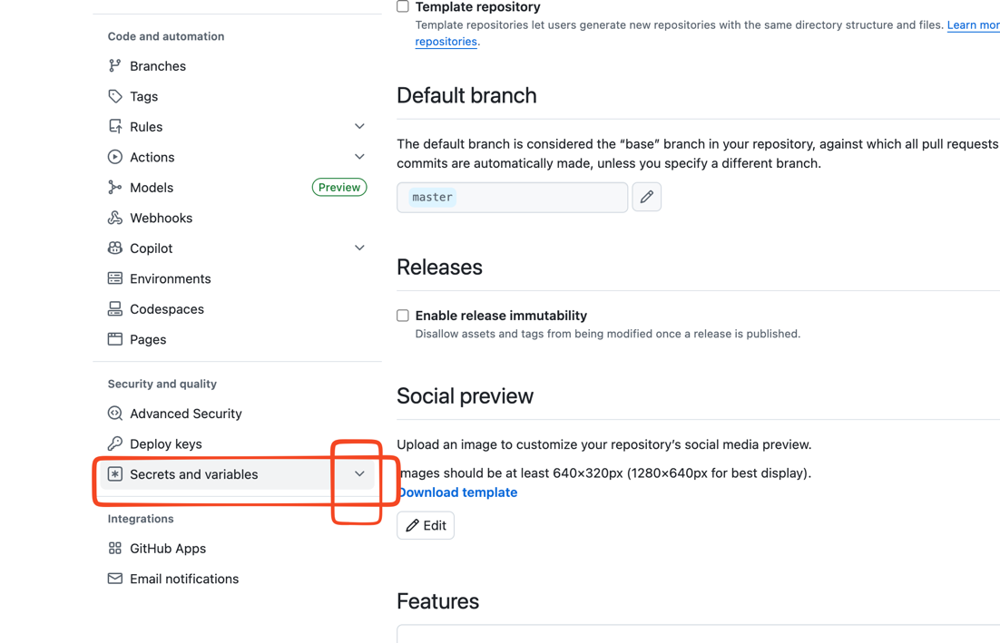 Code and automation
Branches
Tags
Rules
Actions
Models
Preview
Webhooks
Copilot
Environments
Codespaces
Pages
Security and quality
Advanced Security
Deploy keys
Secrets and variables
Integrations
GitHub Apps
Email notifications
Template repository
Template repositories let users generate new repositories with the same directory structure and files. Learn mor
repositories.
Default branch
The default branch is considered the “base” branch in your repository, against which all pull requests
commits are automatically made, unless you specify a different branch.
master
Releases
Enable release immutability
Disallow assets and tags from being modified once a release is published.
Social preview
Upload an image to customize your repository’s social media preview.
Images should be at least 640×320px (1280×640px for best display).
Download template
Edit
Features